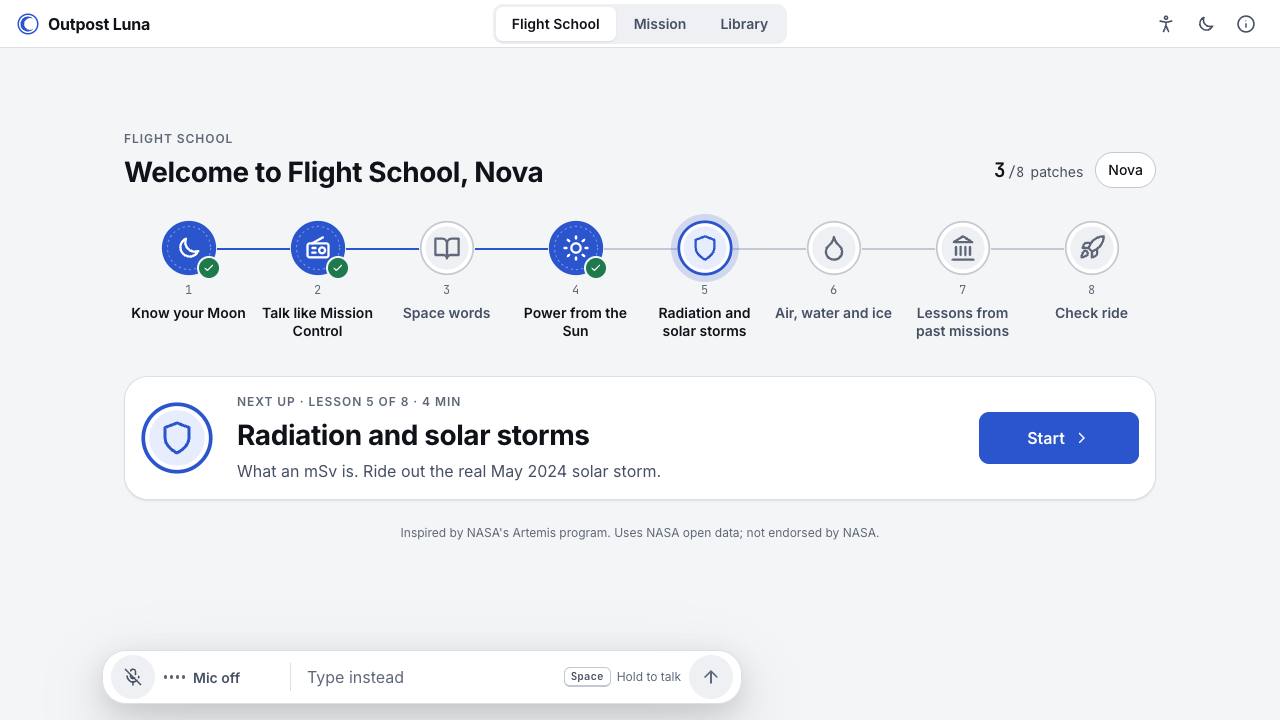 Outpost Luna
Flight School
Mission
Library
FLIGHT SCHOOL
Welcome to Flight School, Nova
3 /8 patches
Nova
1
2
3
4
5
6
7
8
Know your Moon
Talk like Mission
Control
Space words
Power from the
Sun
Radiation and
solar storms
Air, water and ice
Lessons from
past missions
Check ride
NEXT UP · LESSON 5 OF 8 · 4 MIN
Radiation and solar storms
What an mSv is. Ride out the real May 2024 solar storm.
Start
Inspired by NASA's Artemis program. Uses NASA open data; not endorsed by NASA.
Mic off
Type instead
Space
Hold to talk